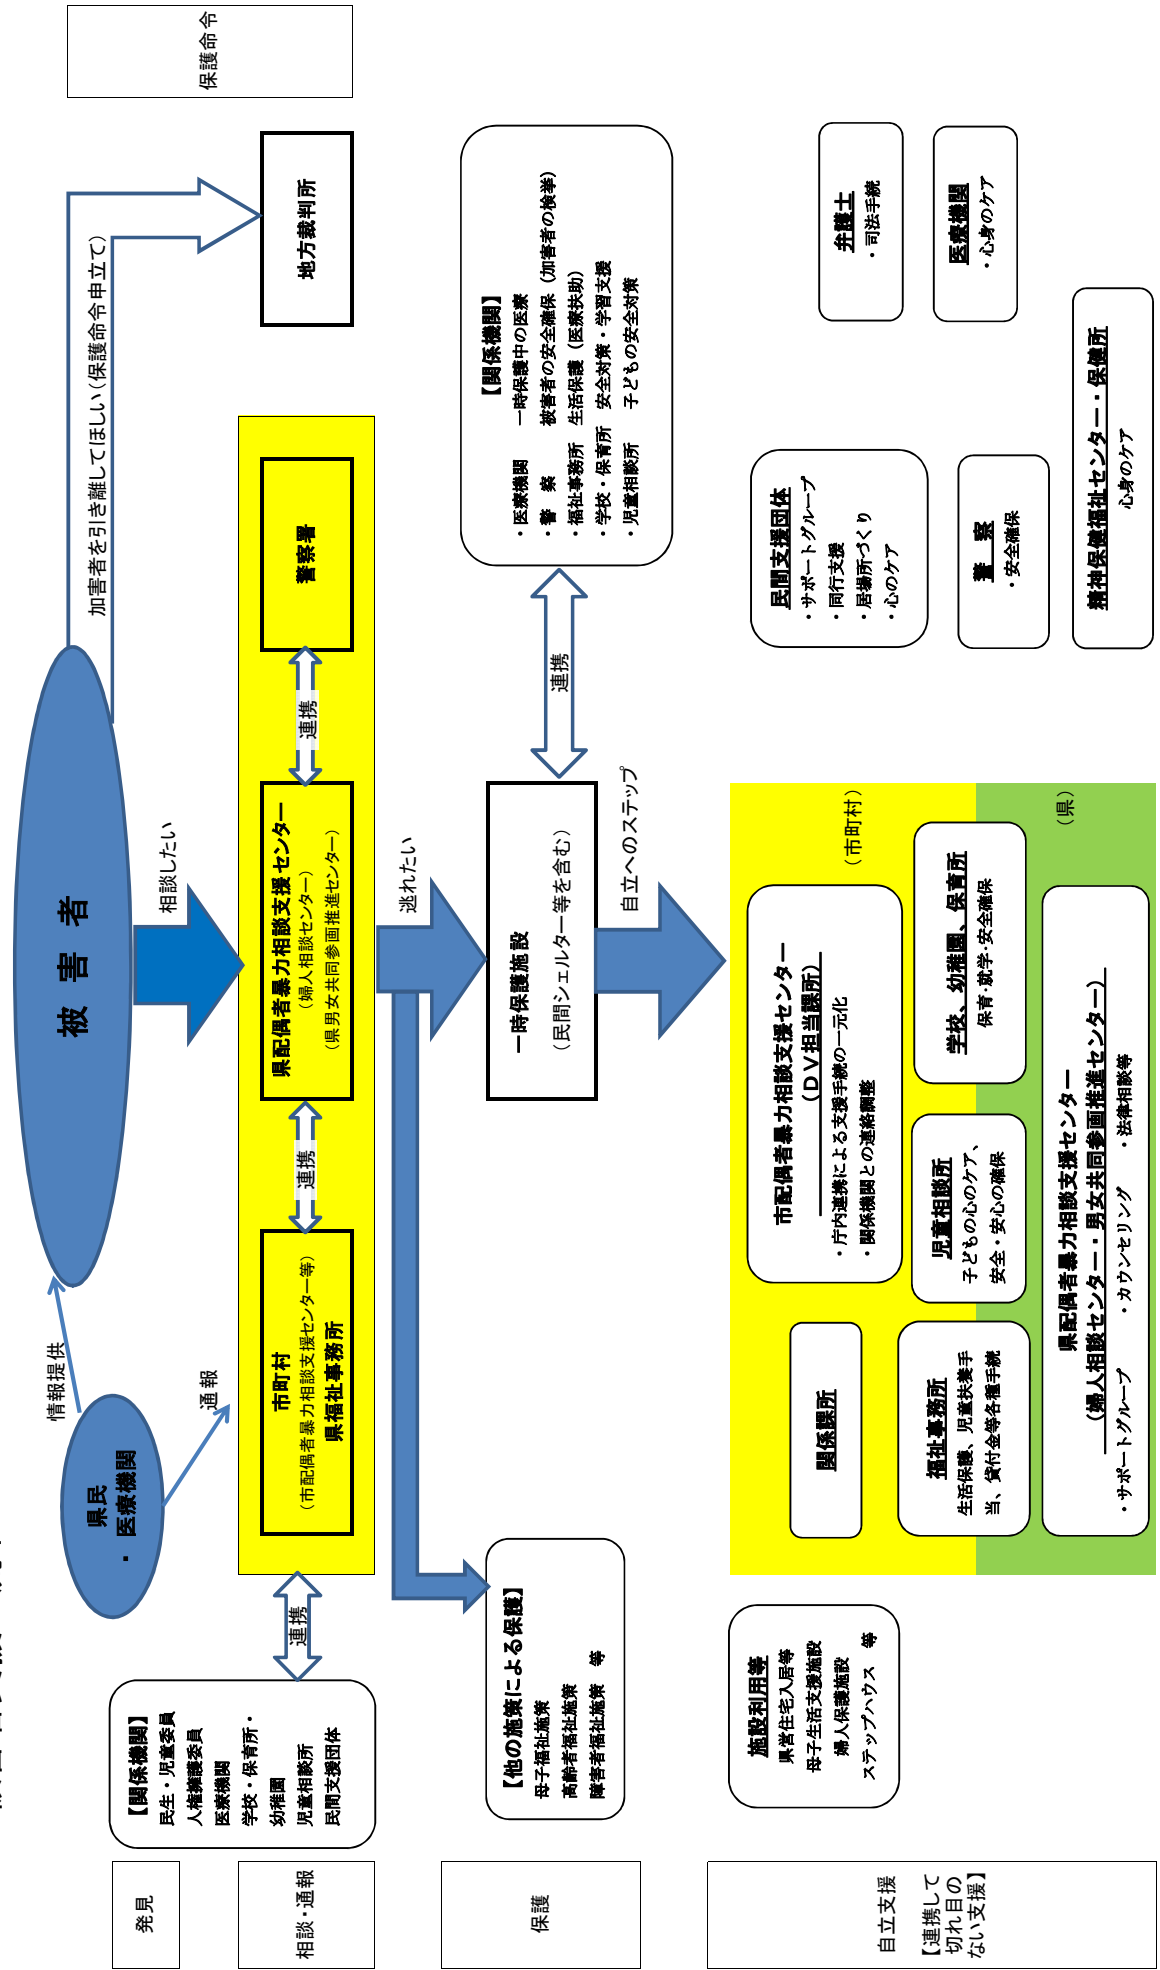 発見
相談・通報
保護
自立支援
【連携して
切れ目の
ない支援】
保護命令
被　害　者
県民
・　医療機関
情報提供
通報
相談したい
加害者を引き離してほしい（保護命令申立て）
地方裁判所
【関係機関】
民生・児童委員
人権擁護委員
医療機関
学校・保育所・
幼稚園
児童相談所
民間支援団体
連携
市町村
（市配偶者暴力相談支援センター等）
県福祉事務所
連携
県配偶者暴力相談支援センター
（婦人相談センター）
（県男女共同参画推進センター）
連携
警察署
逃れたい
【他の施策による保護】
母子福祉施策
高齢者福祉施策
障害者福祉施策　等
一時保護施設
（民間シェルター等を含む）
連携
【関係機関】
・医療機関　　一時保護中の医療
・警　察　　　被害者の安全確保（加害者の検挙）
・福祉事務所　生活保護（医療扶助）
・学校・保育所　安全対策・学習支援
・児童相談所　　子どもの安全対策
自立へのステップ
施設利用等
県営住宅入居等
母子生活支援施設
婦人保護施設
ステップハウス　等
（市町村）
関係課所
市配偶者暴力相談支援センター
（ＤＶ担当課所）
・庁内連携による支援手続の一元化
・関係機関との連絡調整
福祉事務所
生活保護、児童扶養手
当、貸付金等各種手続
児童相談所
子どもの心のケア、
安全・安心の確保
学校、幼稚園、保育所
保育・就学・安全確保
（県）
県配偶者暴力相談支援センター
（婦人相談センター・男女共同参画推進センター）
・サポートグループ　　・カウンセリング　　・法律相談等
民間支援団体
・サポートグループ
・同行支援
・居場所づくり
・心のケア
弁護士
・司法手続
警　察
・安全確保
医療機関
・心身のケア
精神保健福祉センター・保健所
心身のケア